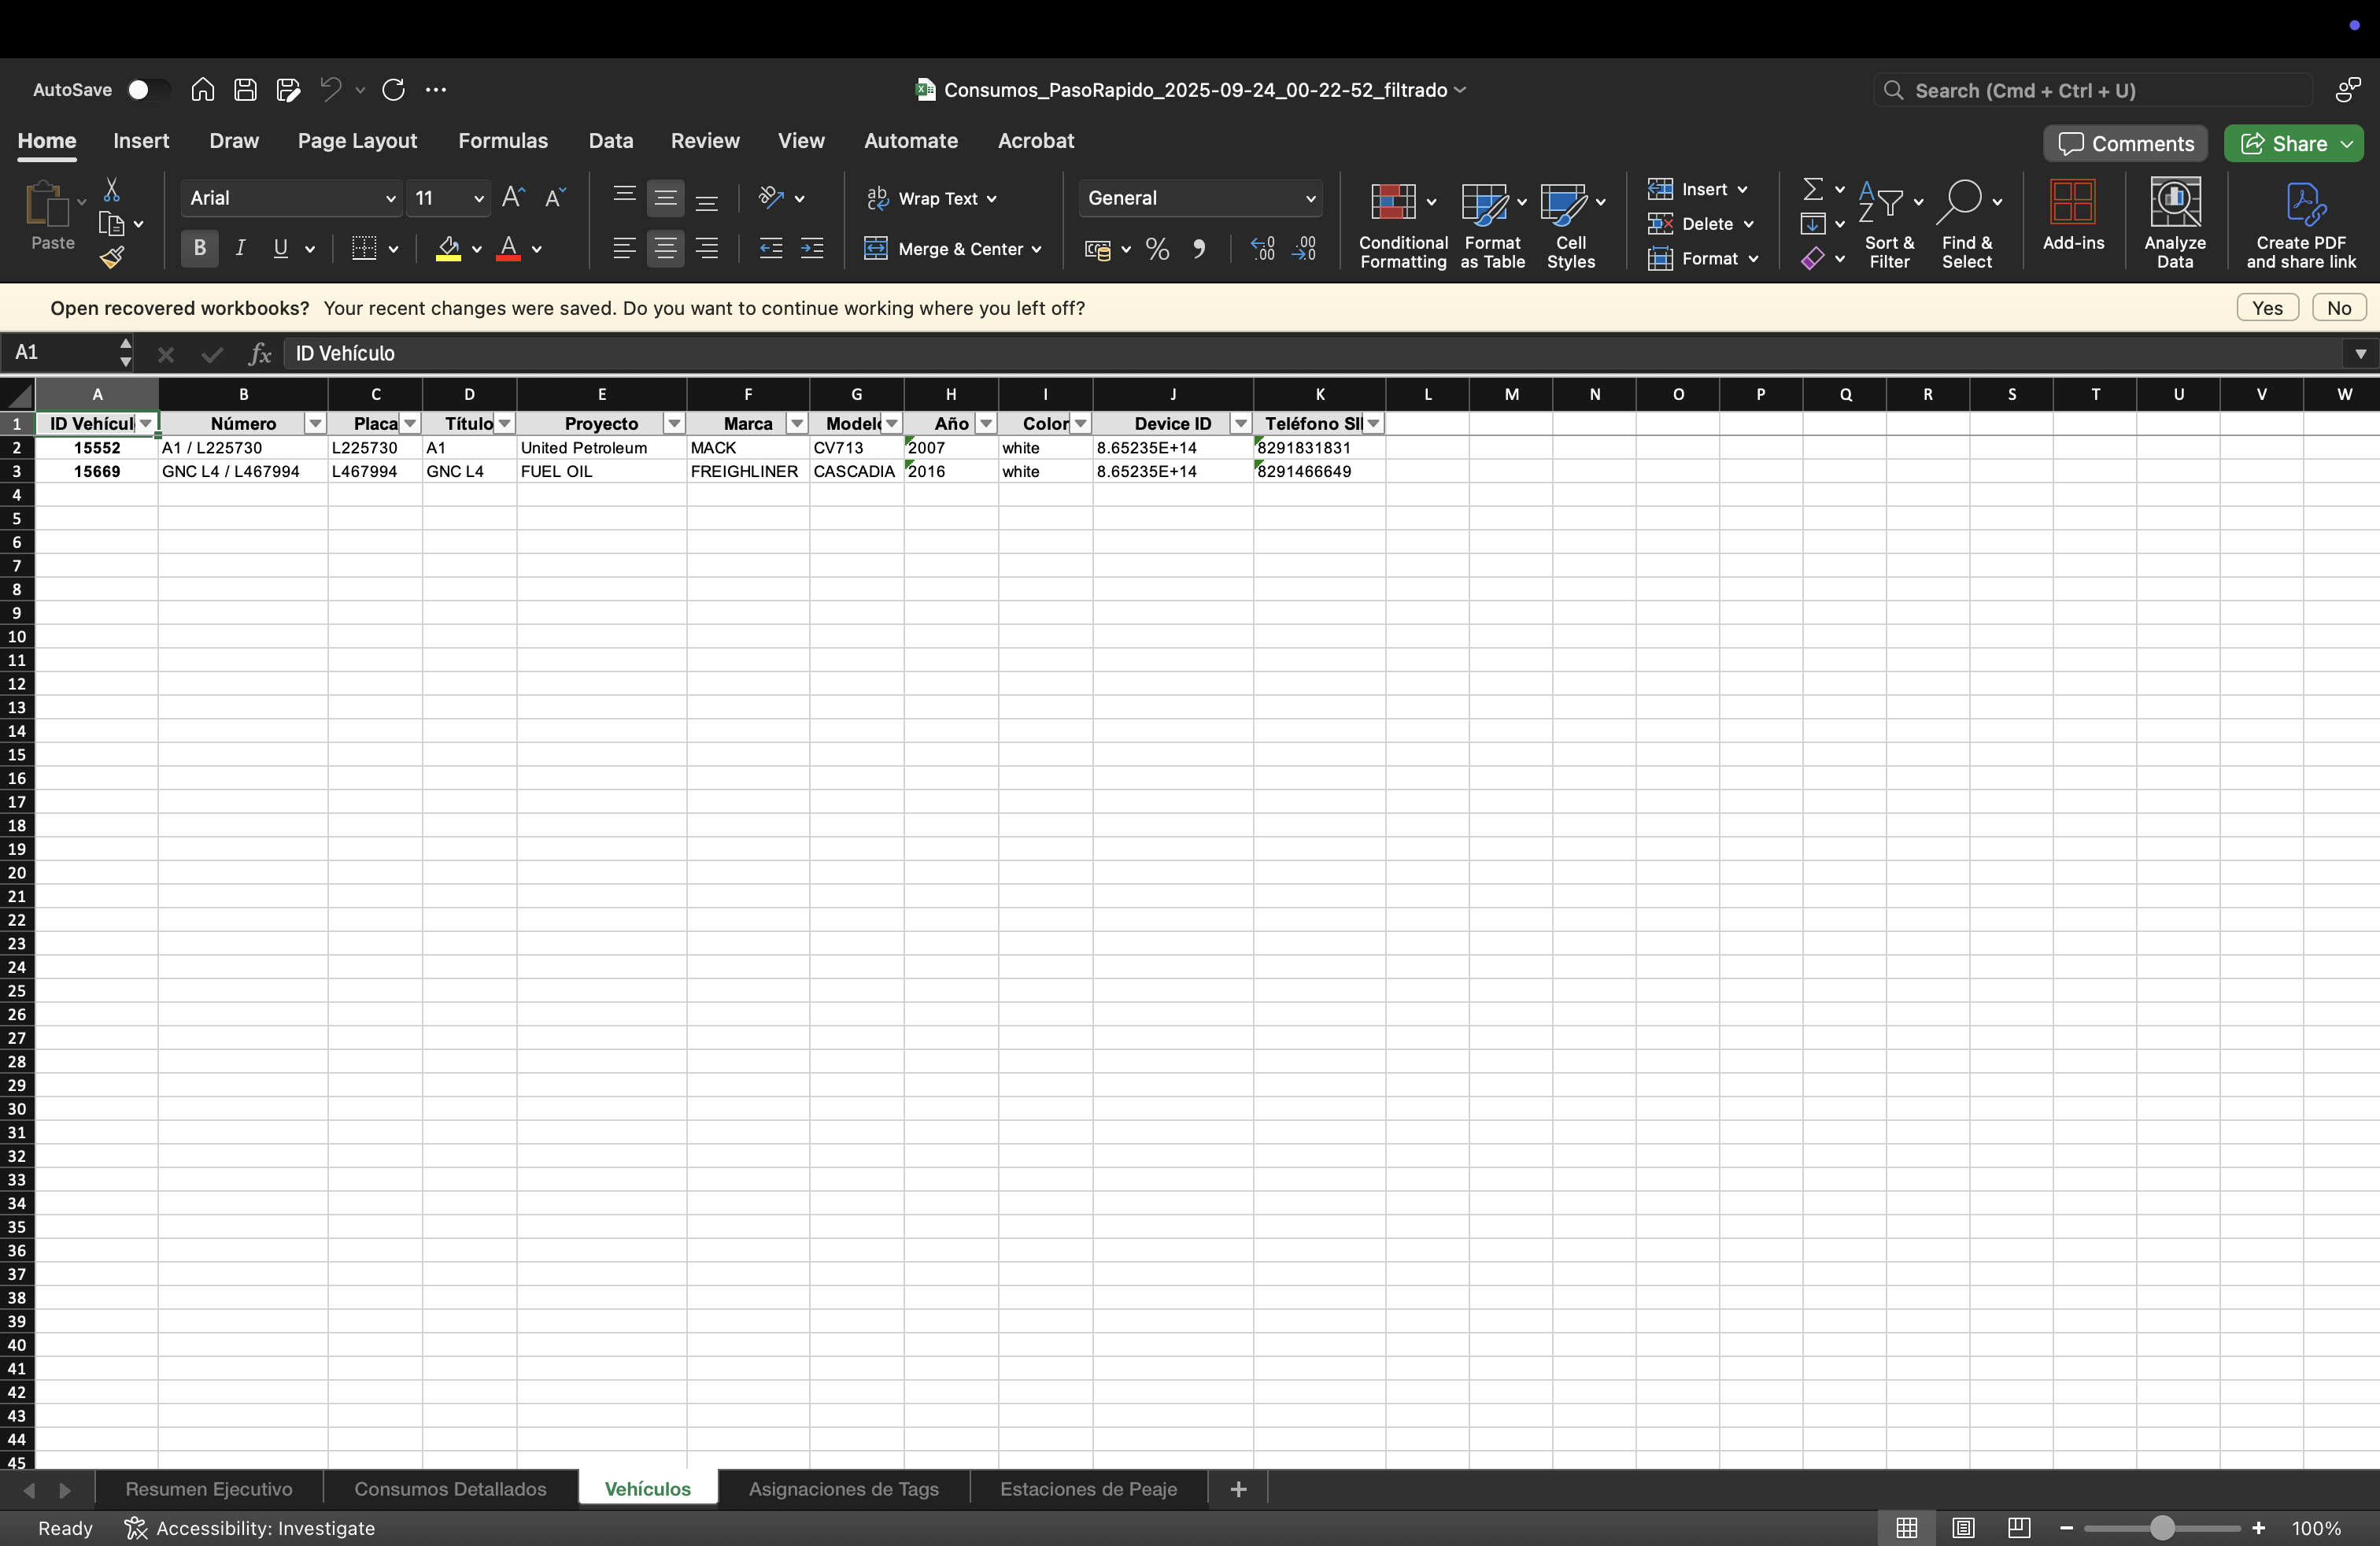 AutoSave
Consumos_PasoRapido_2025-09-24_00-22-52_filtrado
Search (Cmd + Ctrl + U)
Home Insert Draw Page Layout Formulas Data Review View Automate Acrobat
Comments Share
Paste
Arial 11
Wrap Text
General
Merge & Center
Conditional Formatting
Format as Table
Cell Styles
Insert
Delete
Format
Sort & Filter
Find & Select
Add-ins
Analyze Data
Create PDF and share link
Open recovered workbooks? Your recent changes were saved. Do you want to continue working where you left off? Yes No
A1 fx ID Vehículo
A B C D E F G H I J K L M N O P Q R S T U V W
1 ID Vehícul Número Placa Título Proyecto Marca Model Año Color Device ID Teléfono SI
2 15552 A1 / L225730 L225730 A1 United Petroleum MACK CV713 2007 white 8.65235E+14 8291831831
3 15669 GNC L4 / L467994 L467994 GNC L4 FUEL OIL FREIGHLINER CASCADIA 2016 white 8.65235E+14 8291466649
4
5
6
7
8
9
10
11
12
13
14
15
16
17
18
19
20
21
22
23
24
25
26
27
28
29
30
31
32
33
34
35
36
37
38
39
40
41
42
43
44
45
Resumen Ejecutivo Consumos Detallados Vehículos Asignaciones de Tags Estaciones de Peaje +
Ready Accessibility: Investigate 100%